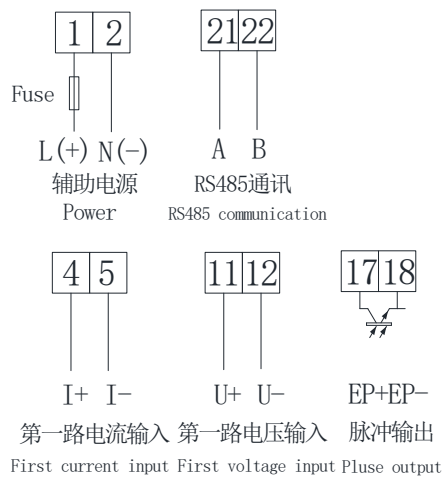 1 2
21 22
Fuse
L(+) N(-)
A B
辅助电源
RS485通讯
Power
RS485 communication
4 5
11 12
17 18
I+ I-
U+ U-
EP+EP-
第一路电流输入
第一路电压输入
脉冲输出
First current input
First voltage input
Pluse output